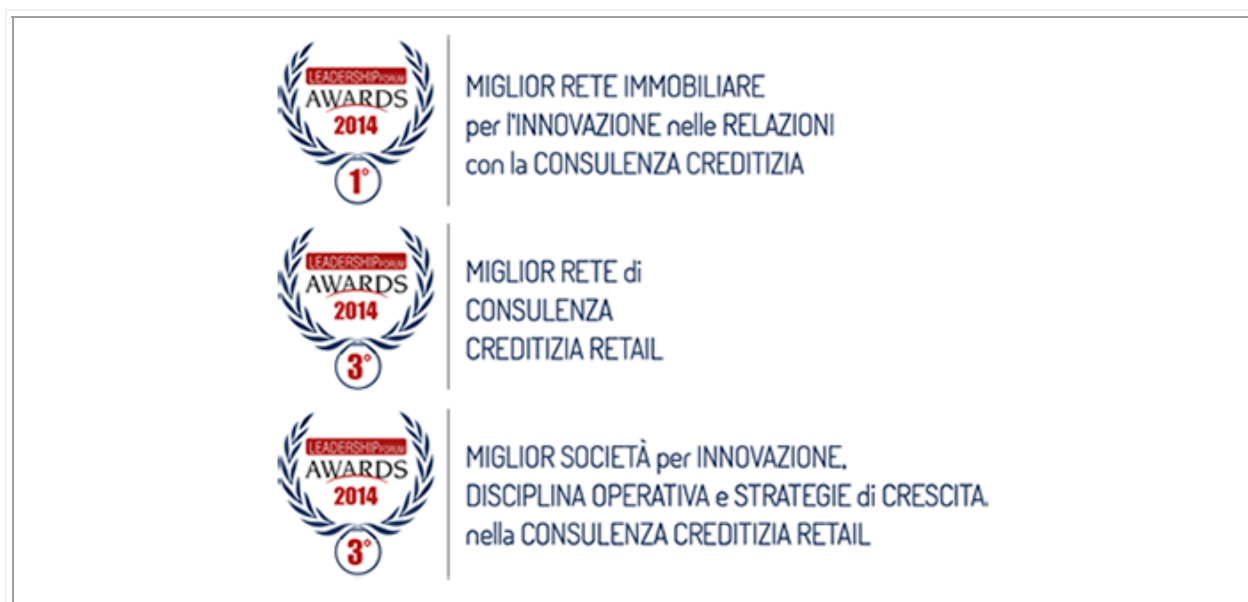 LEADERSHIP FORUM
AWARDS
2014
1°
MIGLIOR RETE IMMOBILIARE
per l'INNOVAZIONE nelle RELAZIONI
con la CONSULENZA CREDITIZIA
LEADERSHIP FORUM
AWARDS
2014
3°
MIGLIOR RETE di
CONSULENZA
CREDITIZIA RETAIL
LEADERSHIP FORUM
AWARDS
2014
3°
MIGLIOR SOCIETÀ per INNOVAZIONE,
DISCIPLINA OPERATIVA e STRATEGIE di CRESCITA.
nella CONSULENZA CREDITIZIA RETAIL